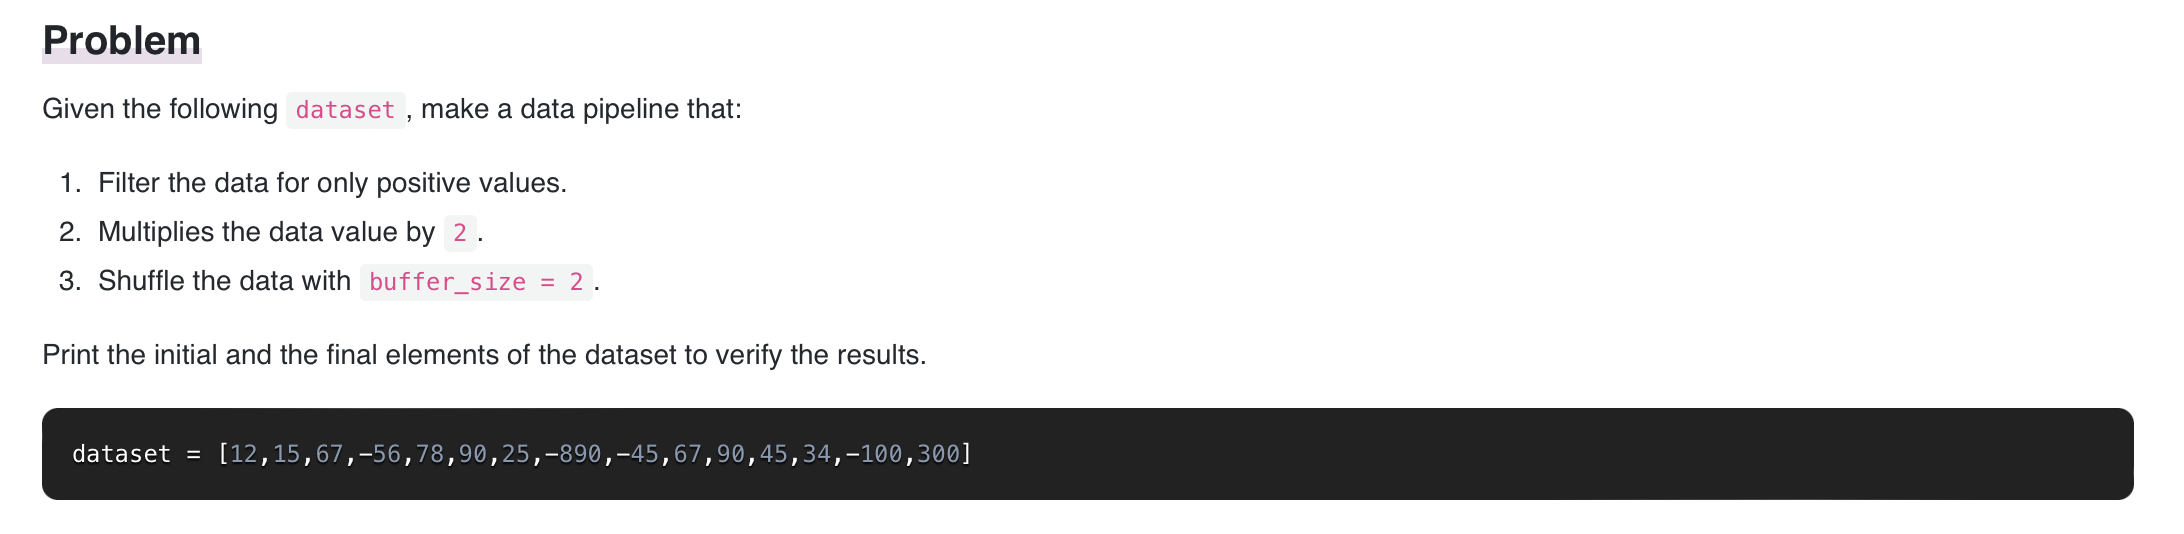 Problem
Given the following dataset, make a data pipeline that:
1. Filter the data for only positive values.
2. Multiplies the data value by 2.
3. Shuffle the data with buffer_size = 2.
Print the initial and the final elements of the dataset to verify the results.
dataset = [12,15,67,-56,78,90,25,-890,-45,67,90,45,34,-100,300]